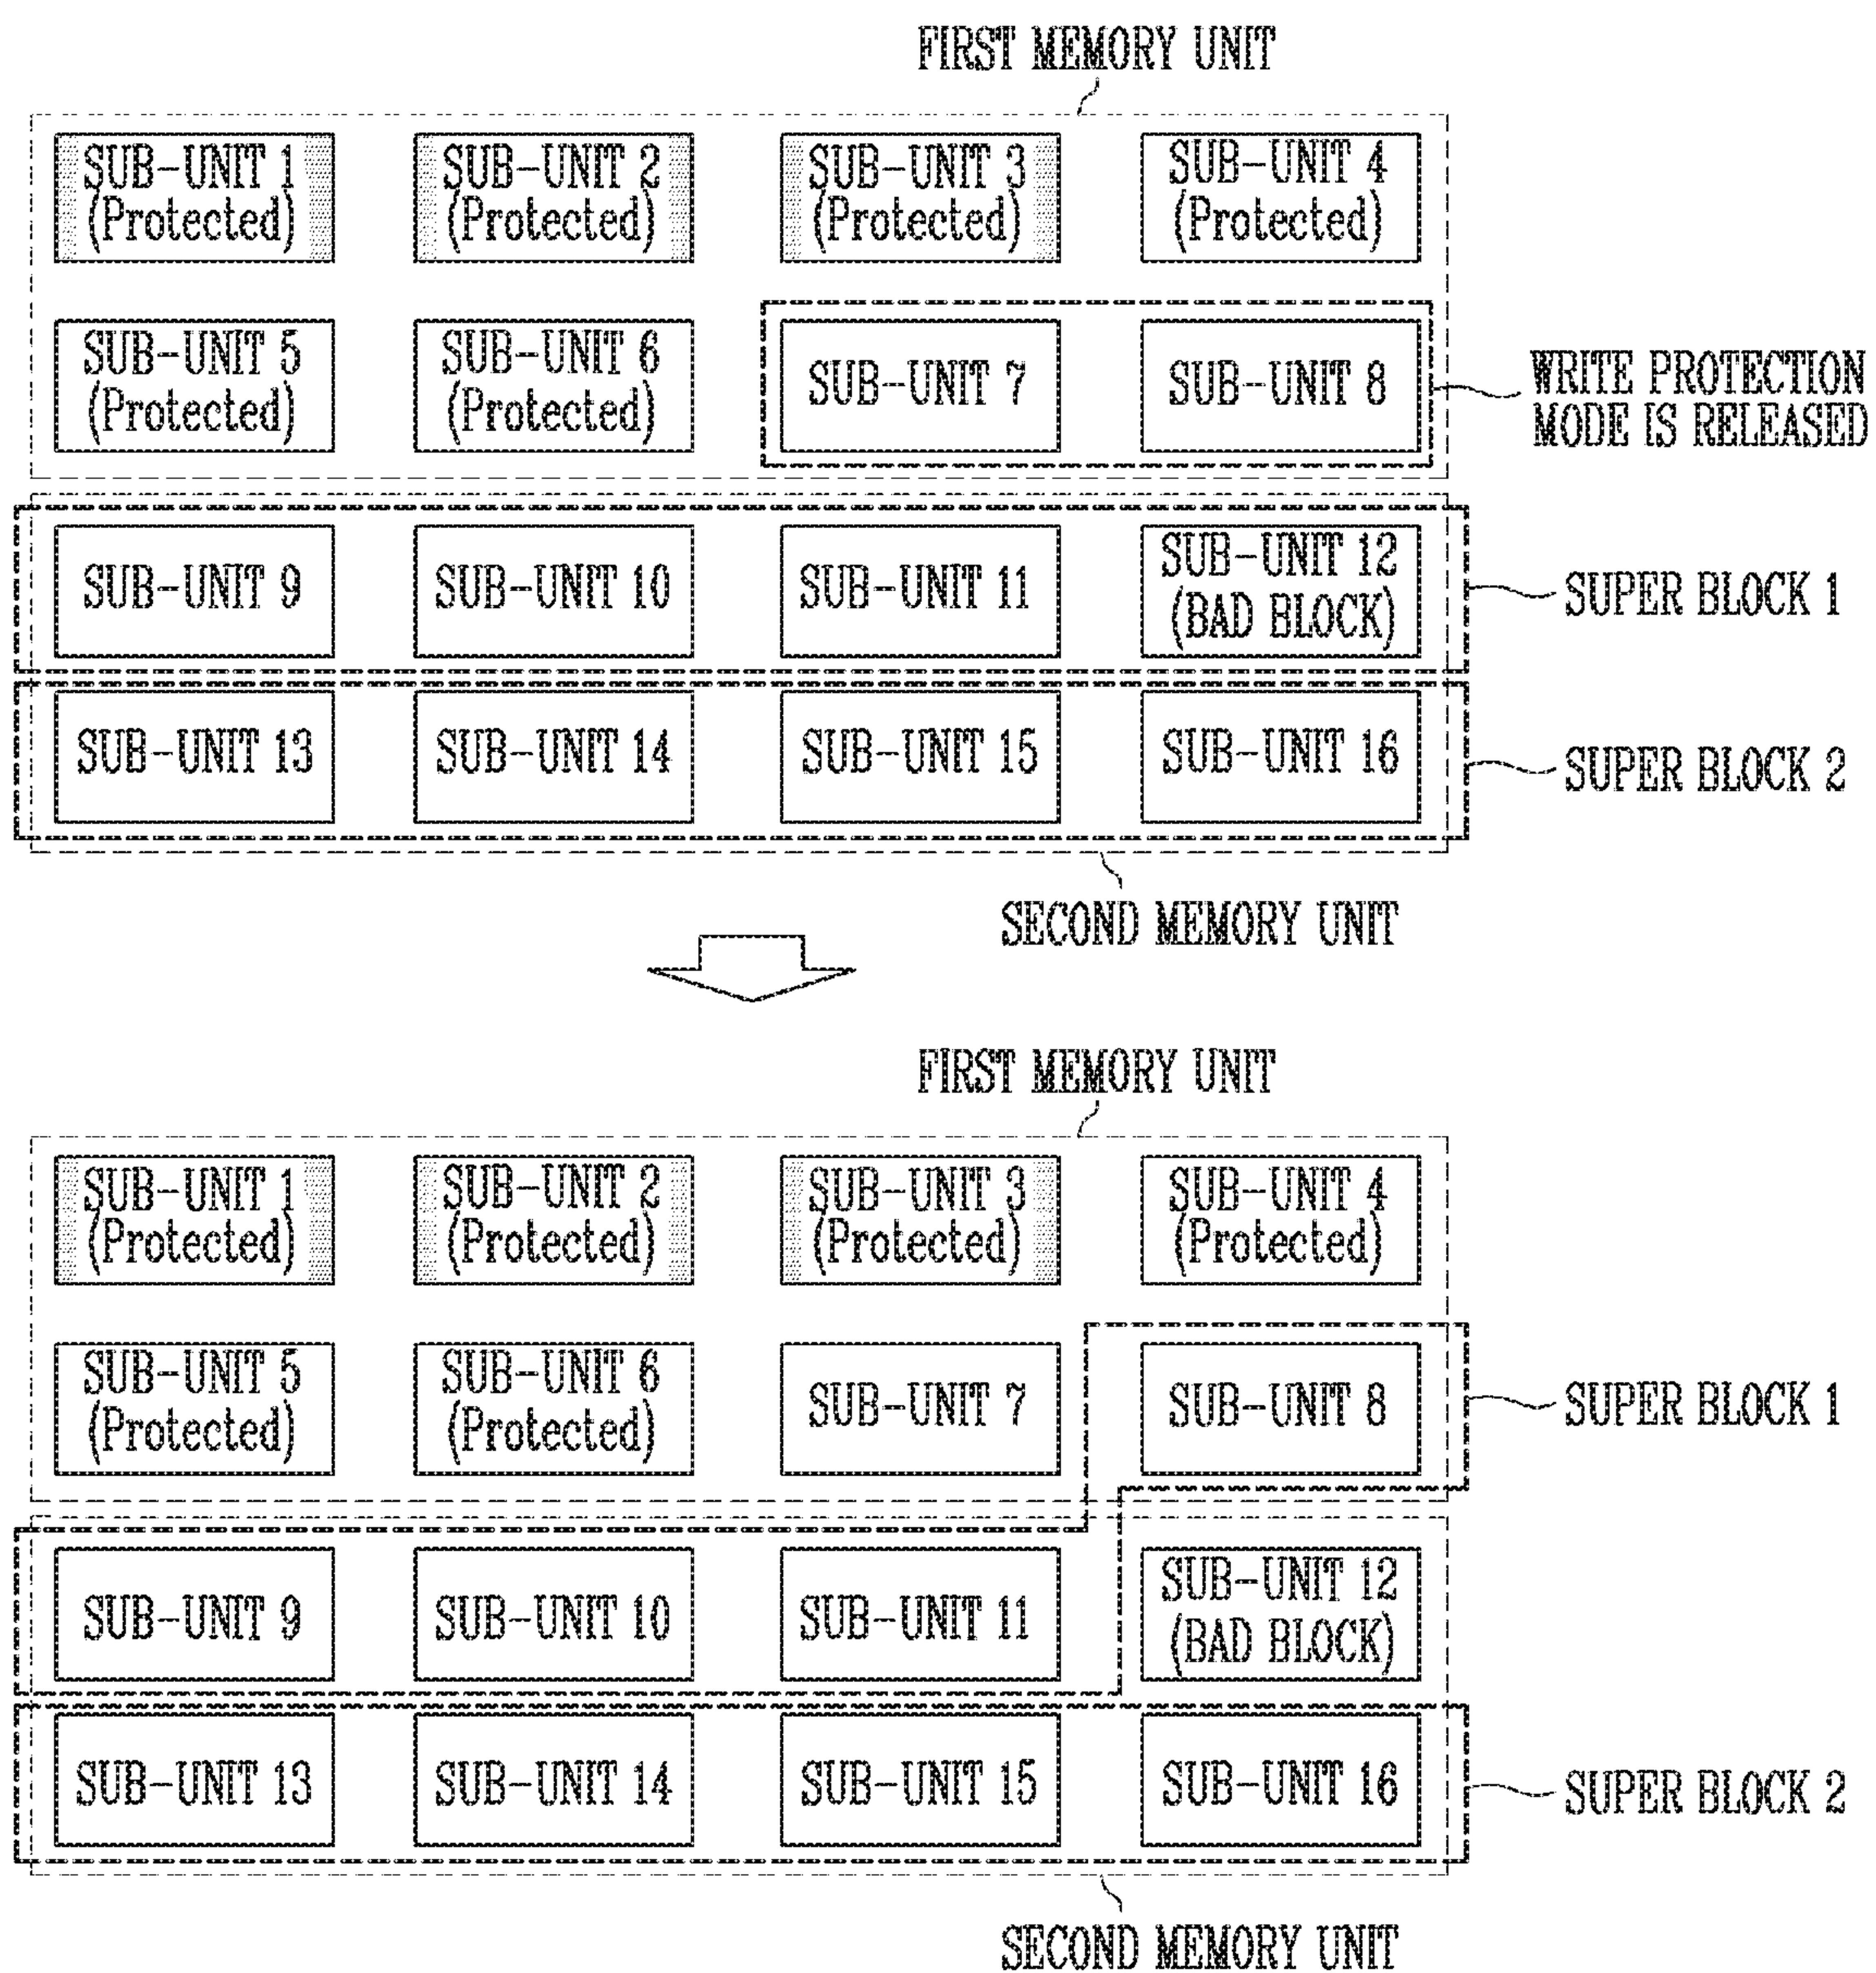 FIRST MEMORY UNIT
SUB-UNIT 1
(Protected)
SUB-UNIT 2
(Protected)
SUB-UNIT 3
(Protected)
SUB-UNIT 4
(Protected)
SUB-UNIT 5
(Protected)
SUB-UNIT 6
(Protected)
SUB-UNIT 7
SUB-UNIT 8
WRITE PROTECTION
MODE IS RELEASED
SUB-UNIT 9
SUB-UNIT 10
SUB-UNIT 11
SUB-UNIT 12
(BAD BLOCK)
SUPER BLOCK 1
SUB-UNIT 13
SUB-UNIT 14
SUB-UNIT 15
SUB-UNIT 16
SUPER BLOCK 2
SECOND MEMORY UNIT
FIRST MEMORY UNIT
SUB-UNIT 1
(Protected)
SUB-UNIT 2
(Protected)
SUB-UNIT 3
(Protected)
SUB-UNIT 4
(Protected)
SUB-UNIT 5
(Protected)
SUB-UNIT 6
(Protected)
SUB-UNIT 7
SUB-UNIT 8
SUPER BLOCK 1
SUB-UNIT 9
SUB-UNIT 10
SUB-UNIT 11
SUB-UNIT 12
(BAD BLOCK)
SUB-UNIT 13
SUB-UNIT 14
SUB-UNIT 15
SUB-UNIT 16
SUPER BLOCK 2
SECOND MEMORY UNIT